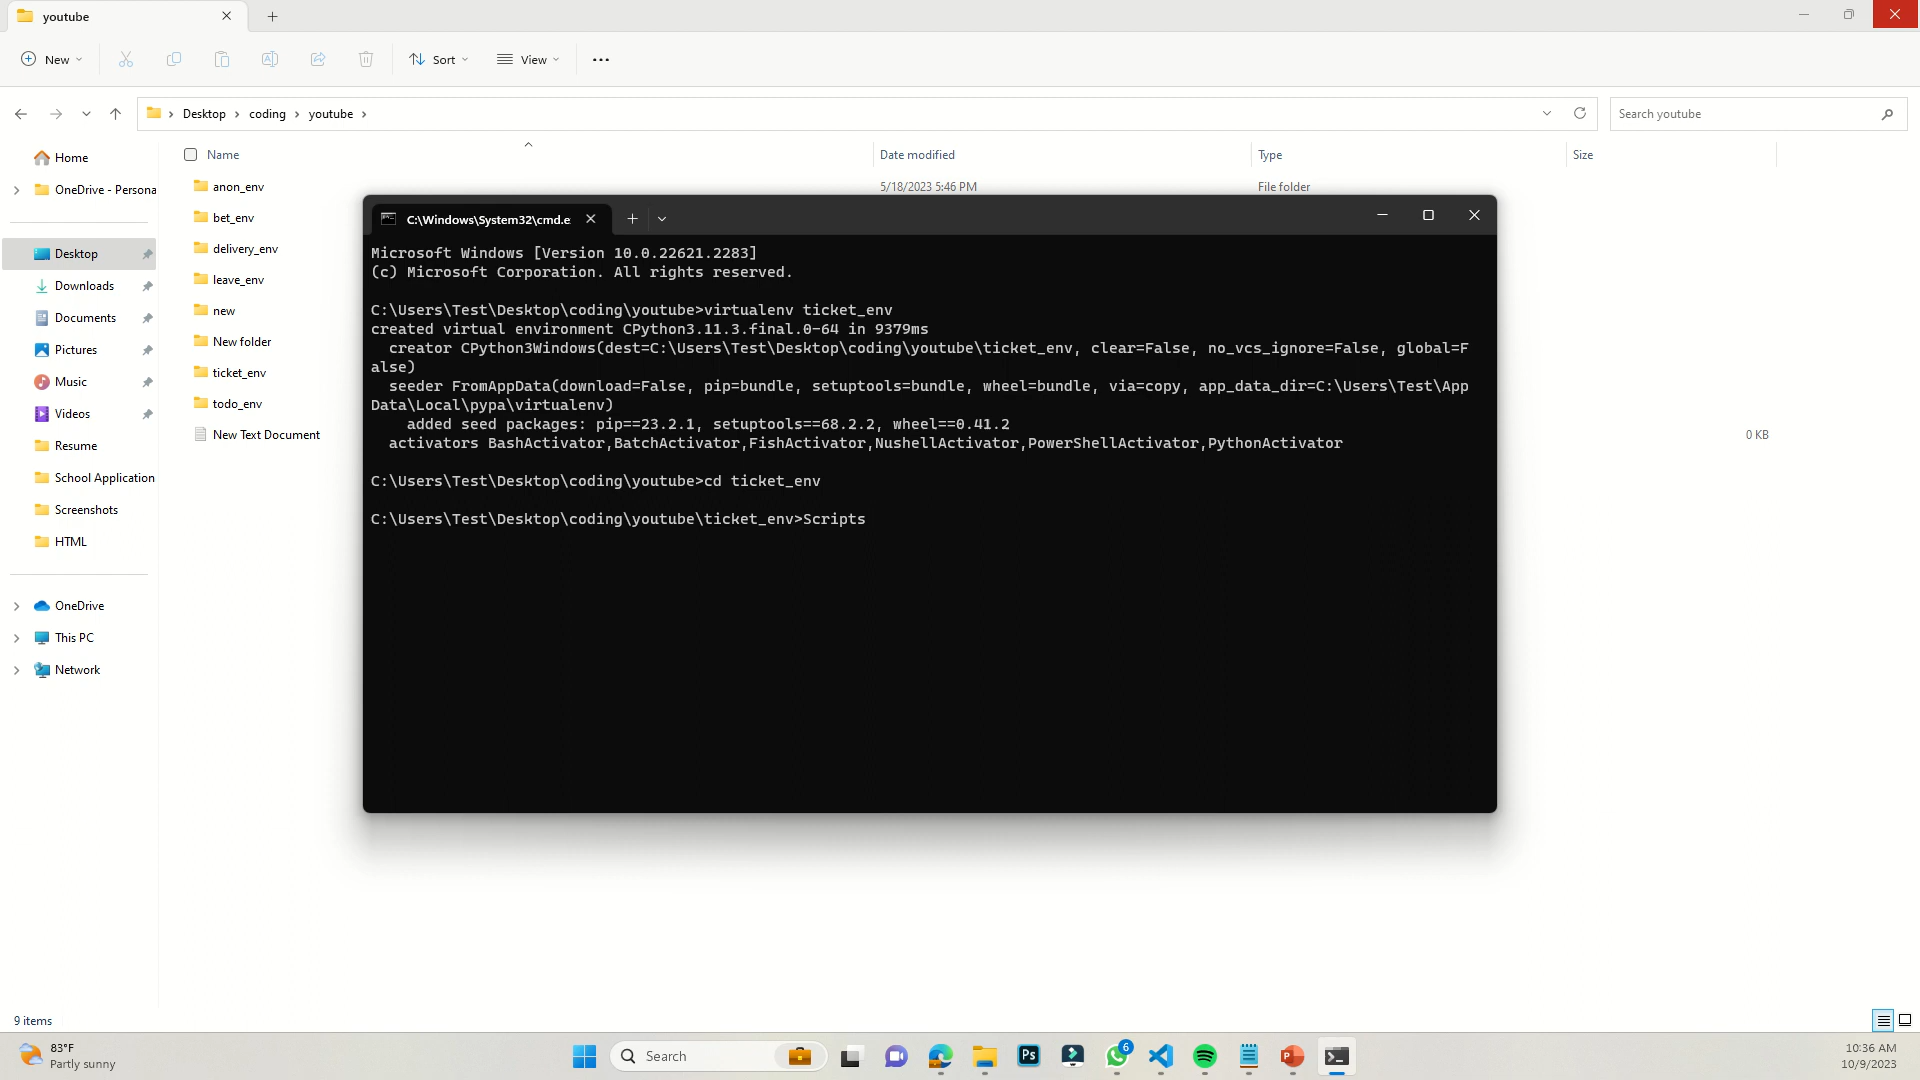 youtube
New
Sort
View
Desktop
coding
youtube
Search youtube
Home
OneDrive - Persona
Desktop
Downloads
Documents
Pictures
Music
Videos
Resume
School Application
Screenshots
HTML
OneDrive
This PC
Network
Name
Date modified
Type
Size
anon_env
5/18/2023 5:46 PM
File folder
bet_env
delivery_env
leave_env
new
New folder
ticket_env
todo_env
New Text Document
0 KB
C:\Windows\System32\cmd.e
Microsoft Windows [Version 10.0.22621.2283]
(c) Microsoft Corporation. All rights reserved.
C:\Users\Test\Desktop\coding\youtube>virtualenv ticket_env
created virtual environment CPython3.11.3.final.0-64 in 9379ms
creator CPython3Windows(dest=C:\Users\Test\Desktop\coding\youtube\ticket_env, clear=False, no_vcs_ignore=False, global=F
alse)
seeder FromAppData(download=False, pip=bundle, setuptools=bundle, wheel=bundle, via=copy, app_data_dir=C:\Users\Test\App
Data\Local\pypa\virtualenv)
added seed packages: pip==23.2.1, setuptools==68.2.2, wheel==0.41.2
activators BashActivator,BatchActivator,FishActivator,NushellActivator,PowerShellActivator,PythonActivator
C:\Users\Test\Desktop\coding\youtube>cd ticket_env
C:\Users\Test\Desktop\coding\youtube\ticket_env>Scripts
9 items
83°F
Partly sunny
Search
Ps
6
P
10:36 AM
10/9/2023